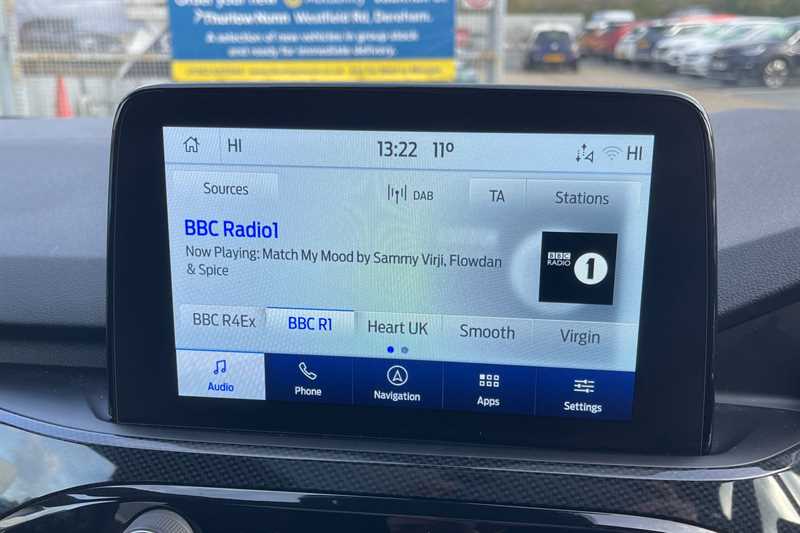 Thurlow Nunn Westfield Rd, Dereham.
A selection of new vehicles in group stock
and ready for immediate delivery.
HI 13:22 11° HI
Sources DAB TA Stations
BBC Radio1
Now Playing: Match My Mood by Sammy Virji, Flowdan
& Spice
BBC
RADIO 1
BBC R4Ex BBC R1 Heart UK Smooth Virgin
Audio Phone Navigation Apps Settings